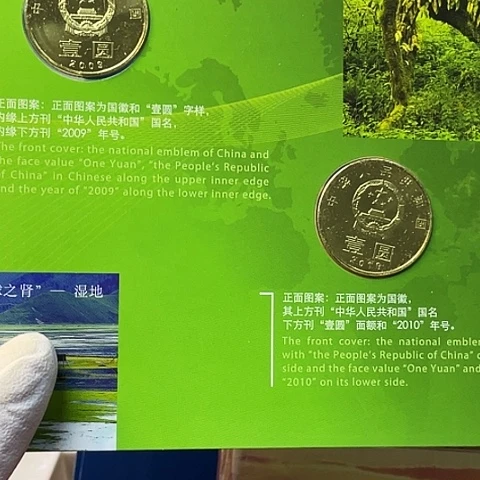 2009
壹圆
正面图案：正面图案为国徽和“壹圆”字样，
内缘上方刊“中华人民共和国”国名，
内缘下方刊“2009”年号。
The front cover: the national emblem of China and
the face value "One Yuan", "the People's Republic
of China" in Chinese along the upper inner edge
and the year of "2009" along the lower inner edge.
中华人民共和国
壹圆
2010
之肾”— 湿地
正面图案：正面图案为国徽，
其上方刊“中华人民共和国”国名
下方刊“壹圆”面额和“2010”年号。
The front cover: the national emblem
with "the People's Republic of China" o
side and the face value "One Yuan" and
"2010" on its lower side.